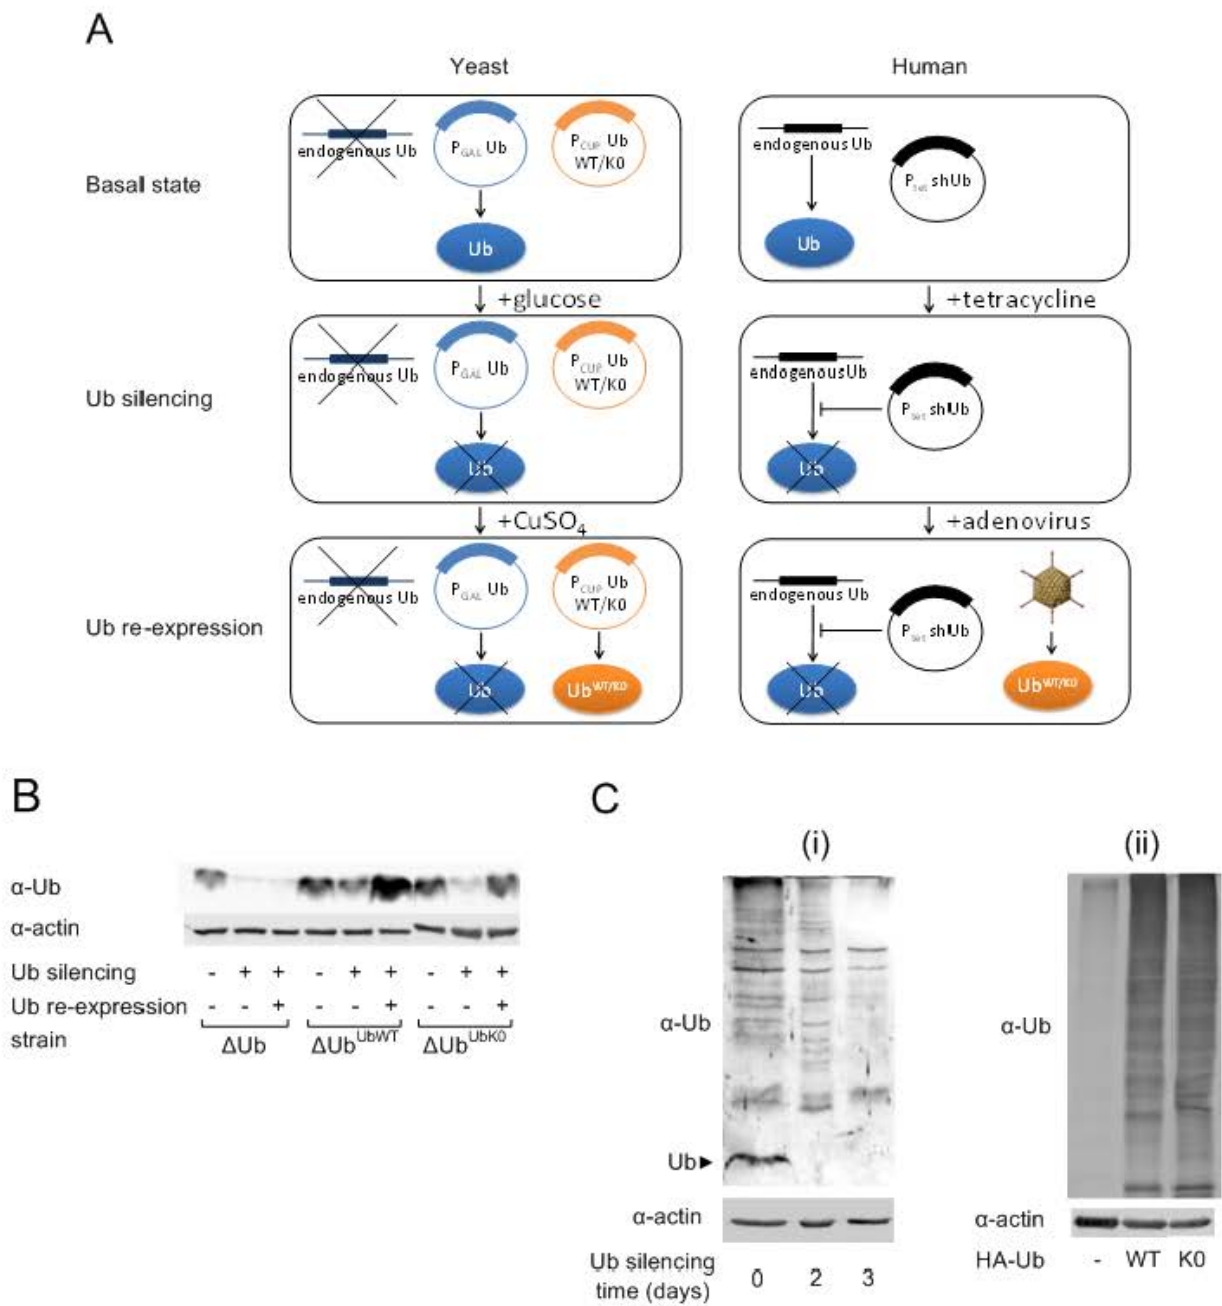 A
Yeast
Human
Basal state
endogenous Ub
PGAL Ub
PCUP Ub
WT/K0
Ub
endogenous Ub
Ptet shUb
Ub
+glucose
+tetracycline
Ub silencing
endogenous Ub
PGAL Ub
PCUP Ub
WT/K0
Ub
endogenousUb
Ptet shUb
Ub
+CuSO4
+adenovirus
Ub re-expression
endogenous Ub
PGAL Ub
PCUP Ub
WT/K0
Ub
UbWT/K0
endogenous Ub
Ptet shUb
Ub
UbWT/K0
B
α-Ub
α-actin
Ub silencing - + + - + + - + +
Ub re-expression - - + - - + - - +
strain ΔUb ΔUbUbWT ΔUbUbK0
C
(i)
α-Ub
Ub
α-actin
Ub silencing
time (days) 0 2 3
(ii)
α-Ub
α-actin
HA-Ub - WT K0